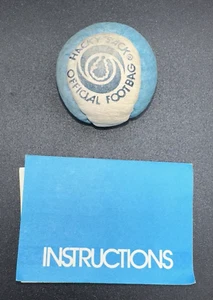 HACKY SACK®
OFFICIAL FOOTBAG
INSTRUCTIONS